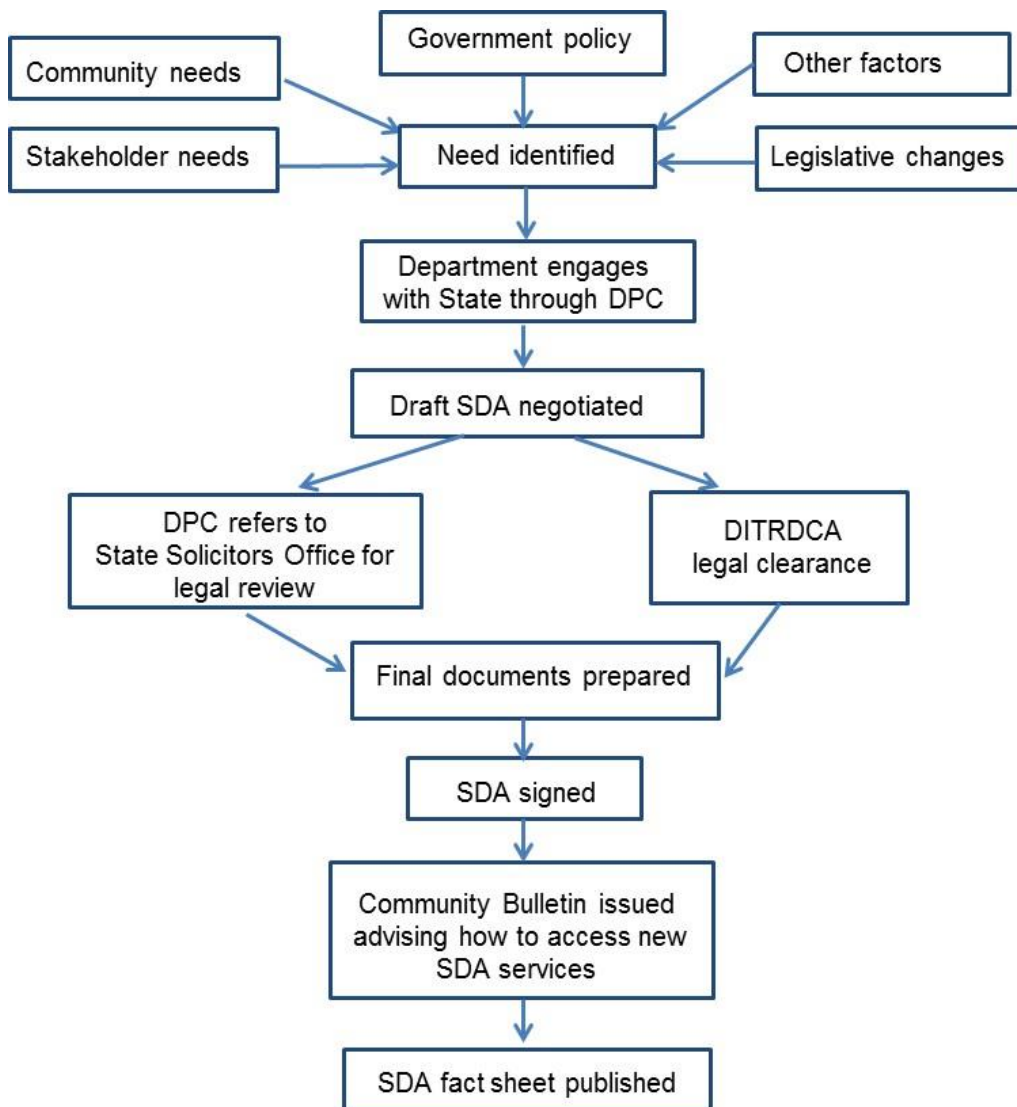 Government policy
Community needs
Other factors
Stakeholder needs
Need identified
Legislative changes
Department engages
with State through DPC
Draft SDA negotiated
DPC refers to
State Solicitors Office for
legal review
DITRDCA
legal clearance
Final documents prepared
SDA signed
Community Bulletin issued
advising how to access new
SDA services
SDA fact sheet published